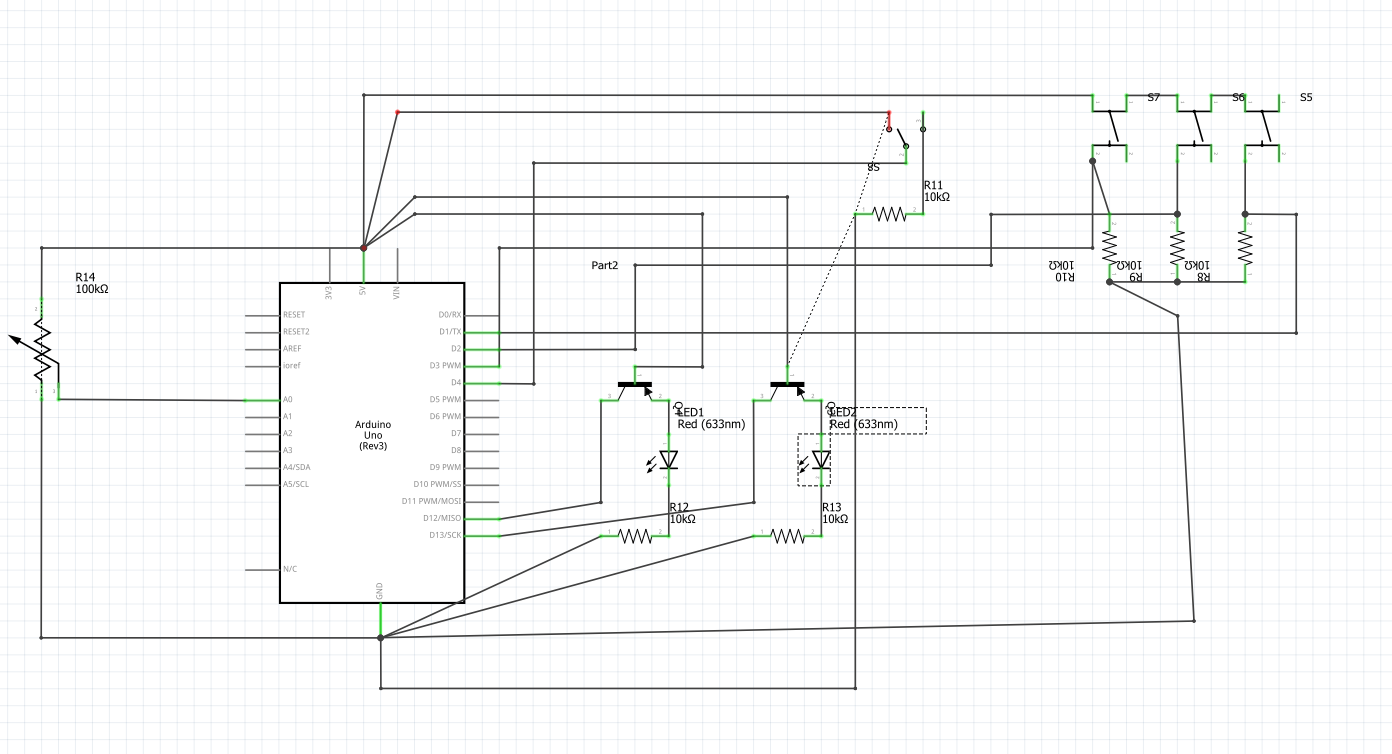 S7
S6
S5
S8
R11
10kΩ
Part2
10kΩ
R10
10kΩ
R9
10kΩ
R8
R14
100kΩ
3V3
5V
VIN
RESET
RESET2
AREF
ioref
A0
A1
A2
A3
A4/SDA
A5/SCL
N/C
Arduino
Uno
(Rev3)
D0/RX
D1/TX
D2
D3 PWM
D4
D5 PWM
D6 PWM
D7
D8
D9 PWM
D10 PWM/SS
D11 PWM/MOSI
D12/MISO
D13/SCK
GND
LED1
Red (633nm)
LED2
Red (633nm)
R12
10kΩ
R13
10kΩ